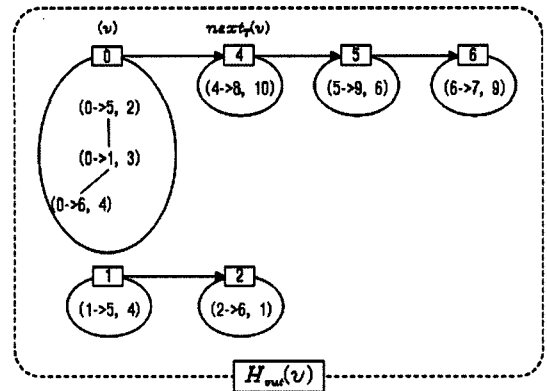 (v) next_T(v)
0 4 5 6
(4->8, 10) (5->9, 6) (6->7, 9)
(0->5, 2)
(0->1, 3)
(0->6, 4)
1 2
(1->5, 4) (2->6, 1)
H_out(v)